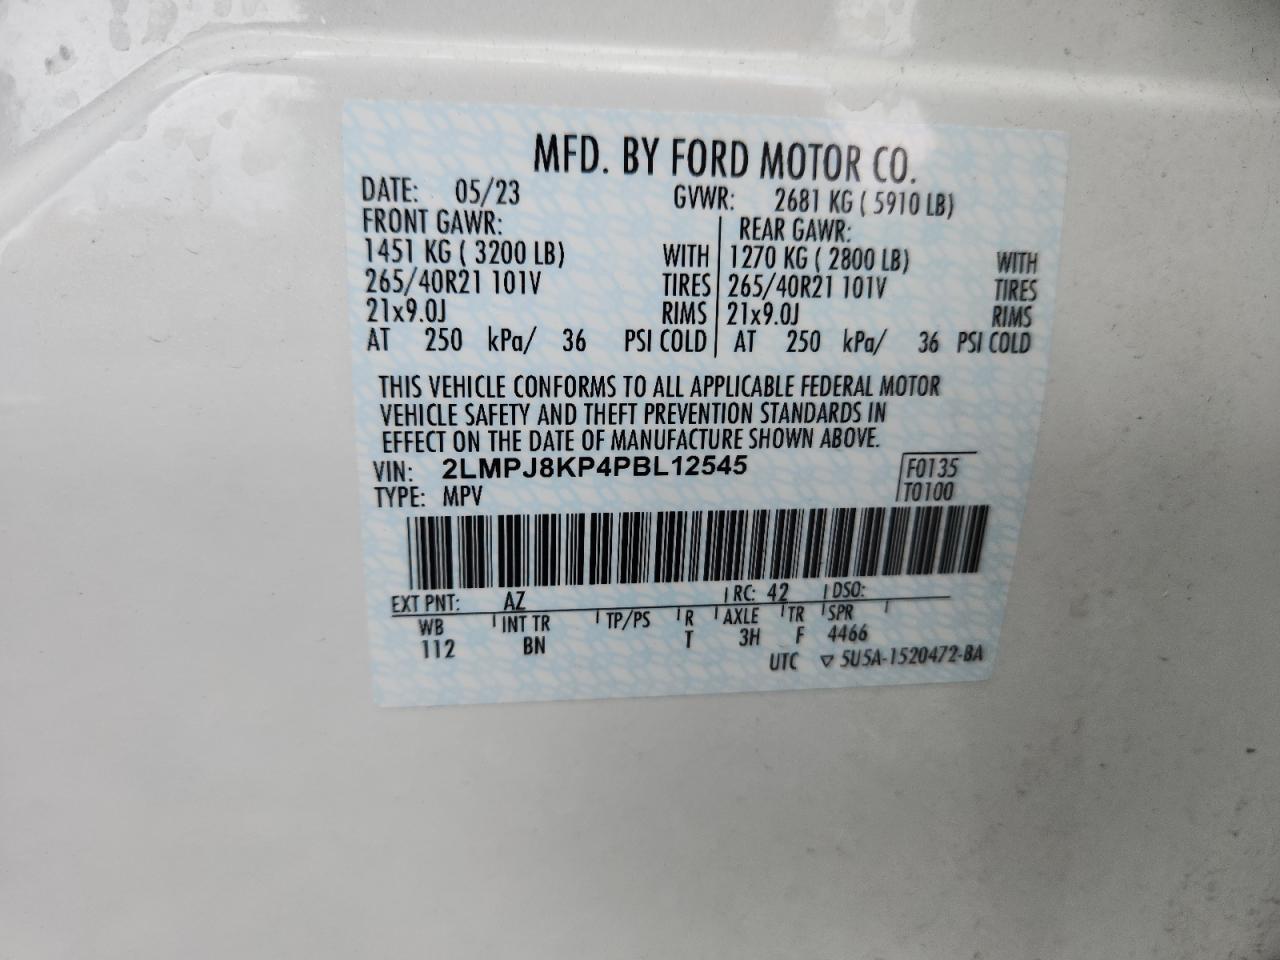 MFD. BY FORD MOTOR CO.
DATE: 05/23 GVWR: 2681 KG ( 5910 LB)
FRONT GAWR: REAR GAWR:
1451 KG ( 3200 LB) WITH 1270 KG ( 2800 LB) WITH
265/40R21 101V TIRES 265/40R21 101V TIRES
21x9.0J RIMS 21x9.0J RIMS
AT 250 kPa/ 36 PSI COLD AT 250 kPa/ 36 PSI COLD
THIS VEHICLE CONFORMS TO ALL APPLICABLE FEDERAL MOTOR
VEHICLE SAFETY AND THEFT PREVENTION STANDARDS IN
EFFECT ON THE DATE OF MANUFACTURE SHOWN ABOVE.
VIN: 2LMPJ8KP4PBL12545 F0135
TYPE: MPV T0100
EXT PNT: AZ RC: 42 DSO:
WB INT TR TP/PS R AXLE TR SPR
112 BN T 3H F 4466
UTC ▽ 5U5A-1520472-BA